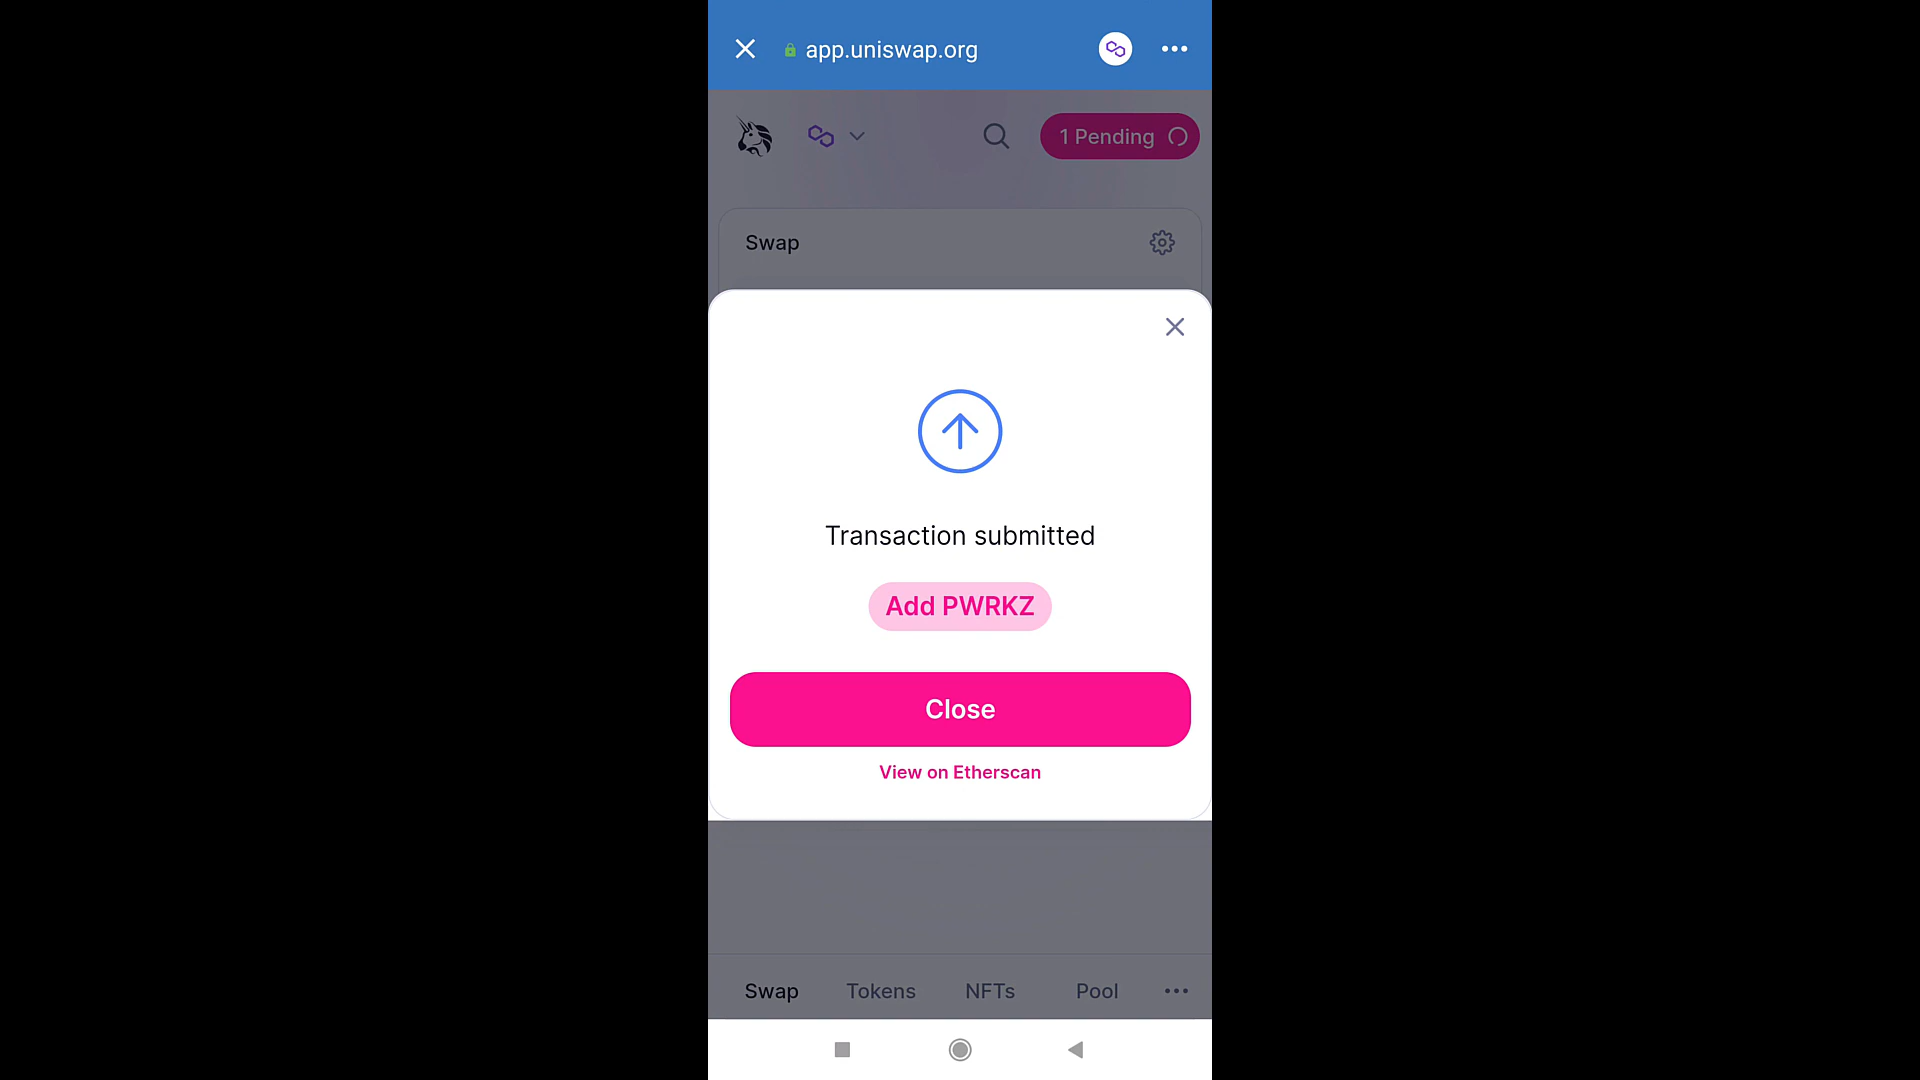 app.uniswap.org
1 Pending
Swap
Transaction submitted
Add PWRKZ
Close
View on Etherscan
Swap Tokens NFTs Pool